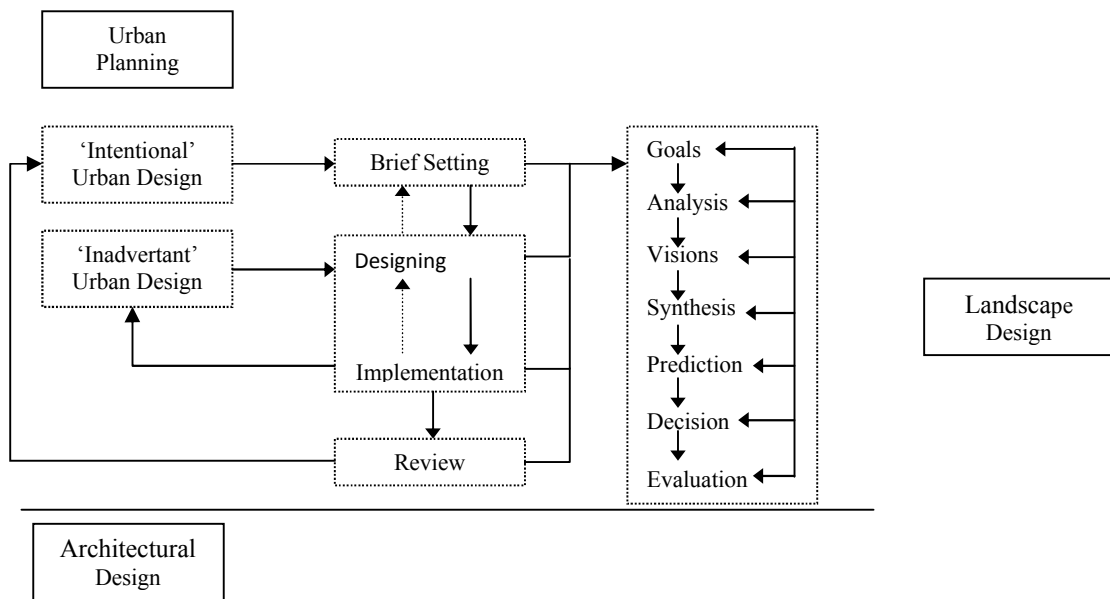 Urban
Planning
‘Intentional’
Urban Design
Brief Setting
‘Inadvertant’
Urban Design
Designing
Implementation
Review
Goals
Analysis
Visions
Synthesis
Prediction
Decision
Evaluation
Landscape
Design
Architectural
Design